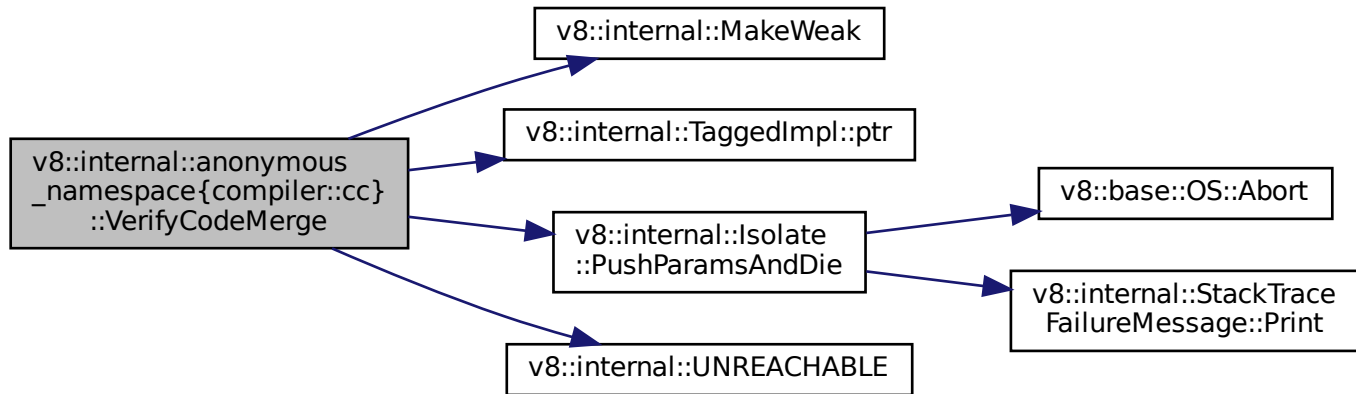 v8::internal::MakeWeak
v8::internal::anonymous
_namespace{compiler::cc}
::VerifyCodeMerge
v8::internal::TaggedImpl::ptr
v8::internal::Isolate
::PushParamsAndDie
v8::base::OS::Abort
v8::internal::StackTrace
FailureMessage::Print
v8::internal::UNREACHABLE